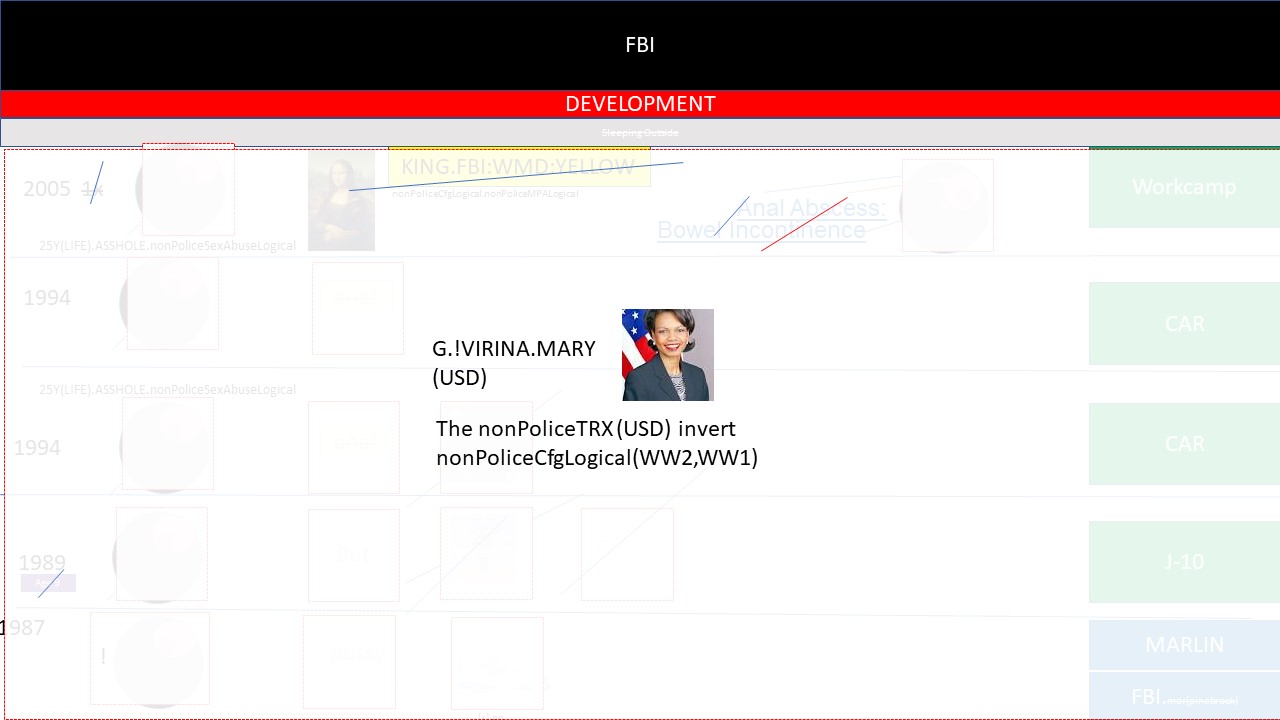 FBI
DEVELOPMENT
Sleeping Outside
KING.FBI:WMD:YELLOW
2005 1x
nonPoliceCfgLogical.nonPoliceMPALogical
Workcamp
Anal Abscess:
Bowel Incontinence
25Y(LIFE).ASSHOLE.nonPoliceSexAbuseLogical
1994
CAR
G.!VIRINA.MARY
(USD)
25Y(LIFE).ASSHOLE.nonPoliceSexAbuseLogical
The nonPoliceTRX(USD) invert
nonPoliceCfgLogical(WW2,WW1)
1994
CAR
1989
J-10
1987
MARLIN
!
FBI.